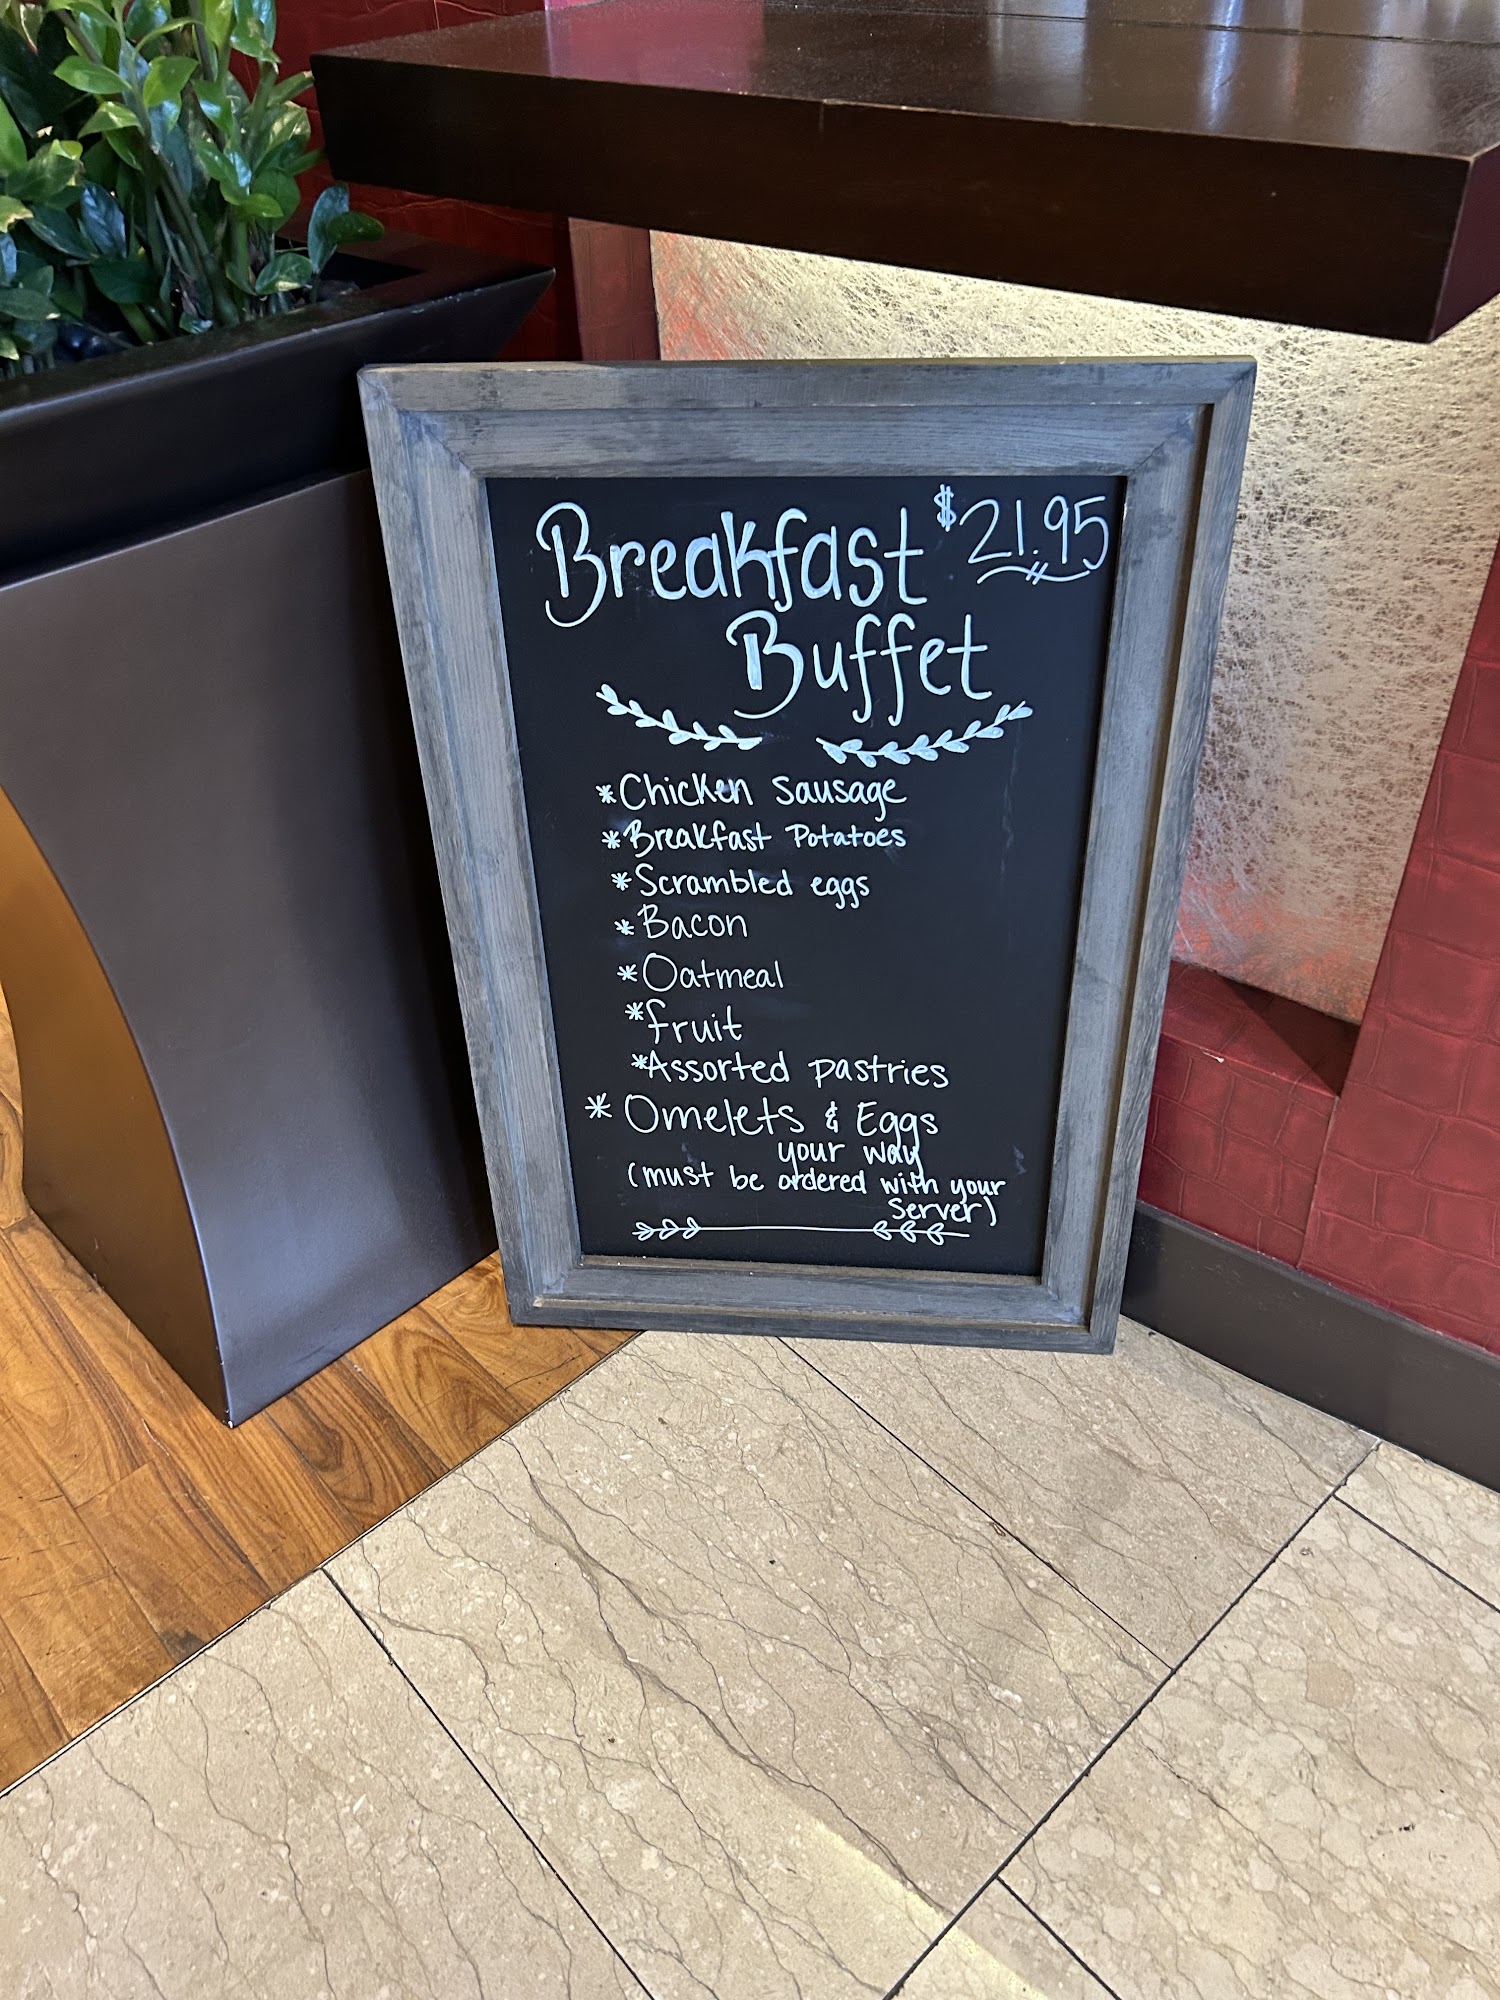 Breakfast $21.95
Buffet
*Chicken sausage
*Breakfast Potatoes
*Scrambled eggs
*Bacon
*Oatmeal
*fruit
*Assorted pastries
* Omelets & Eggs
your way
(must be ordered with your
Server)